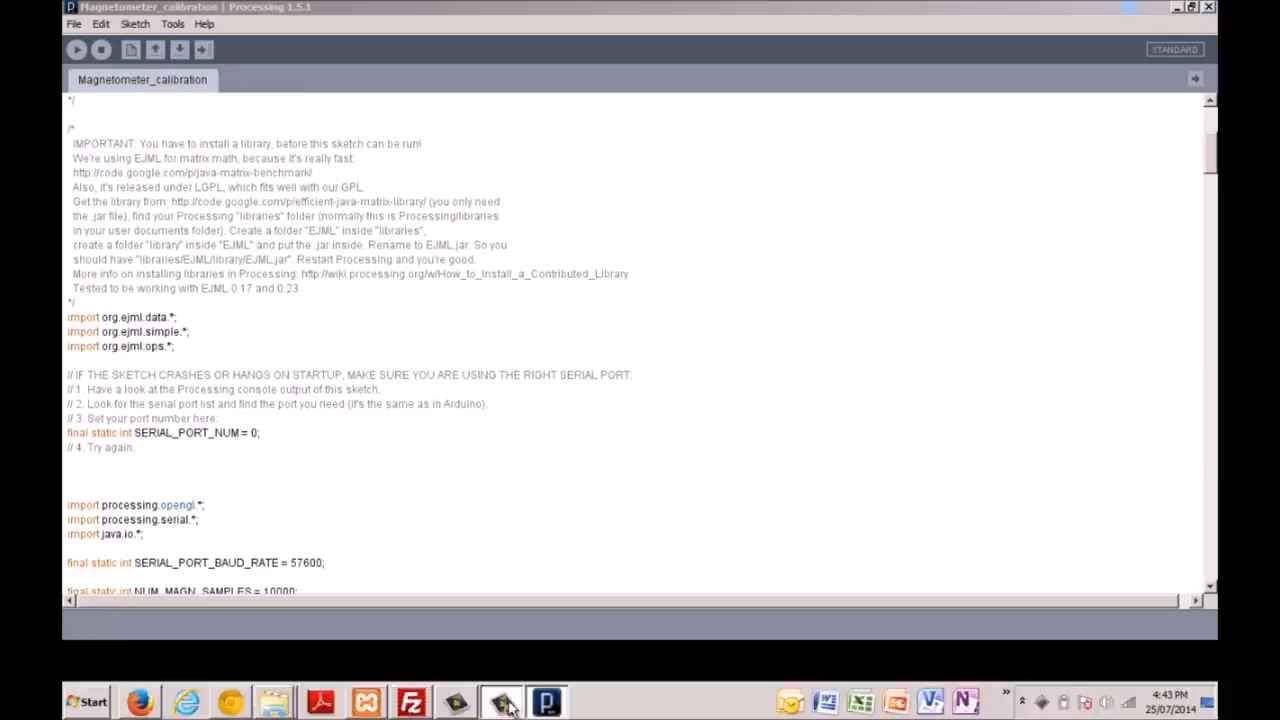 Magnetometer_calibration | Processing 1.5.1
File Edit Sketch Tools Help
STANDARD
Magnetometer_calibration
*/
/*
IMPORTANT: You have to install a library, before this sketch can be run!
We're using EJML for matrix math, because it's really fast:
http://code.google.com/p/java-matrix-benchmark/
Also, it's released under LGPL, which fits well with our GPL.
Get the library from: http://code.google.com/p/efficient-java-matrix-library/ (you only need
the .jar file), find your Processing "libraries" folder (normally this is Processing/libraries
in your user documents folder). Create a folder "EJML" inside "libraries",
create a folder "library" inside "EJML" and put the .jar inside. Rename to EJML.jar. So you
should have "libraries/EJML/library/EJML.jar". Restart Processing and you're good.
More info on installing libraries in Processing: http://wiki.processing.org/w/How_to_Install_a_Contributed_Library
Tested to be working with EJML 0.17 and 0.23
*/
import org.ejml.data.*;
import org.ejml.simple.*;
import org.ejml.ops.*;
// IF THE SKETCH CRASHES OR HANGS ON STARTUP, MAKE SURE YOU ARE USING THE RIGHT SERIAL PORT:
// 1. Have a look at the Processing console output of this sketch.
// 2. Look for the serial port list and find the port you need (it's the same as in Arduino).
// 3. Set your port number here:
final static int SERIAL_PORT_NUM = 0;
// 4. Try again.
import processing.opengl.*;
import processing.serial.*;
import java.io.*;
final static int SERIAL_PORT_BAUD_RATE = 57600;
final static int NUM_MAGN_SAMPLES = 10000;
Start
4:43 PM
25/07/2014